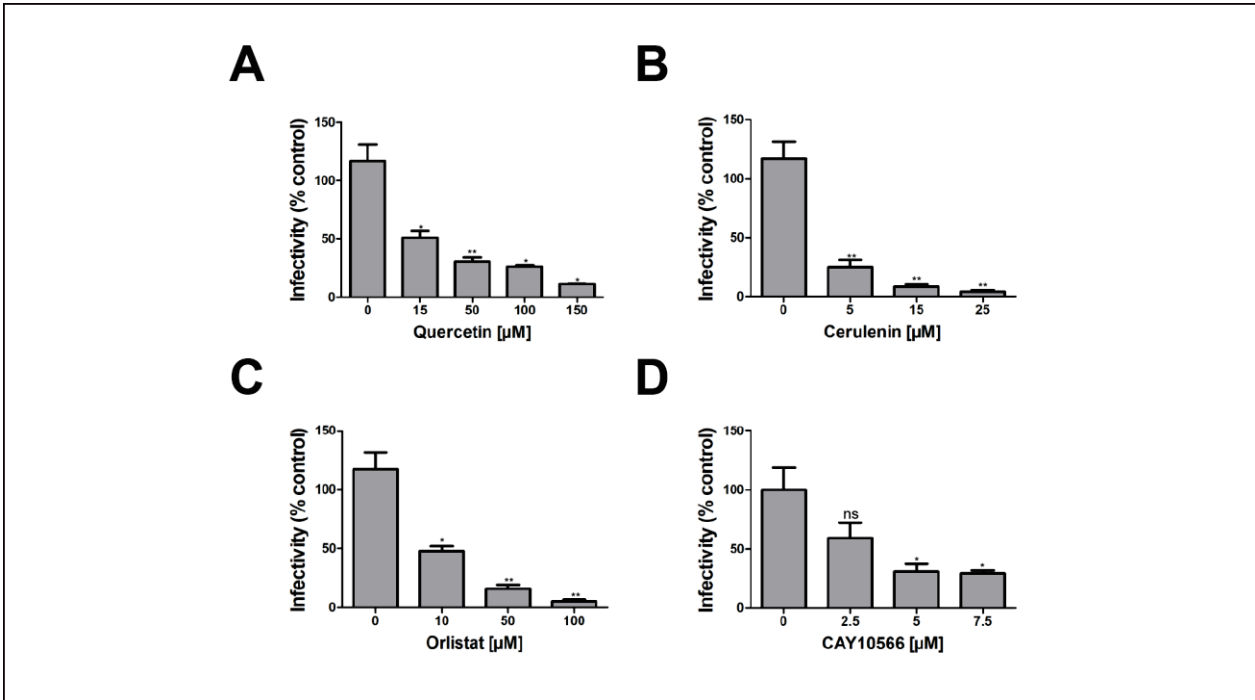 A
Infectivity (% control)
150
100
50
0
*
**
*
*
0 15 50 100 150
Quercetin [µM]
B
Infectivity (% control)
150
100
50
0
**
**
**
0 5 15 25
Cerulenin [µM]
C
Infectivity (% control)
150
100
50
0
*
**
**
0 10 50 100
Orlistat [µM]
D
Infectivity (% control)
150
100
50
0
ns
*
*
0 2.5 5 7.5
CAY10566 [µM]